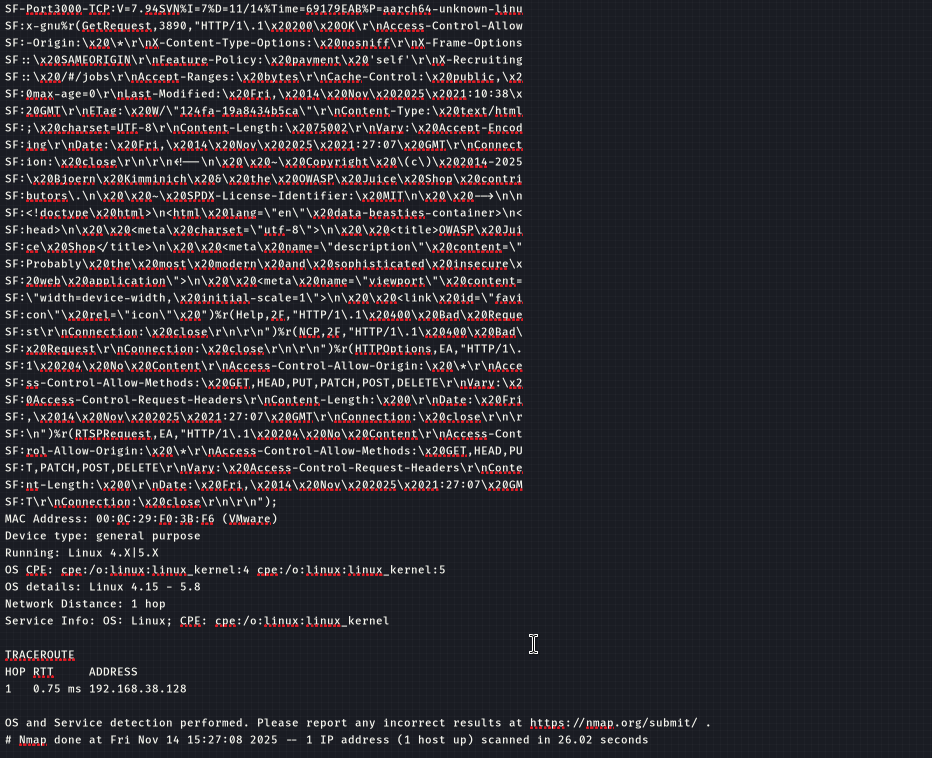 SF-Port3000-TCP:V=7.94SVN%I=7%D=11/14%Time=69179EAB%P=aarch64-unknown-linu
SF:x-gnu%r(GetRequest,3890,"HTTP/1\.1\x20200\x20OK\r\nAccess-Control-Allow
SF:-Origin:\x20\*\r\nX-Content-Type-Options:\x20nosniff\r\nX-Frame-Options
SF::\x20SAMEORIGIN\r\nFeature-Policy:\x20payment\x20'self'\r\nX-Recruiting
SF::\x20/#/jobs\r\nAccept-Ranges:\x20bytes\r\nCache-Control:\x20public,\x2
SF:0max-age=0\r\nLast-Modified:\x20Fri,\x2014\x20Nov\x202025\x2021:10:38\x
SF:20GMT\r\nETag:\x20W/\"124fa-19a8434b5ca\"\r\nContent-Type:\x20text/html
SF:;\x20charset=UTF-8\r\nContent-Length:\x2075002\r\nVary:\x20Accept-Encod
SF:ing\r\nDate:\x20Fri,\x2014\x20Nov\x202025\x2021:27:07\x20GMT\r\nConnect
SF:ion:\x20close\r\n\r\n<!--\n\x20\x20~\x20Copyright\x20\(c\)\x202014-2025
SF:\x20Bjoern\x20Kimminich\x20&\x20the\x20OWASP\x20Juice\x20Shop\x20contri
SF:butors\.\n\x20\x20~\x20SPDX-License-Identifier:\x20MIT\n\x20\x20-->\n\n
SF:<!doctype\x20html>\n<html\x20lang=\"en\"\x20data-beasties-container>\n<
SF:head>\n\x20\x20<meta\x20charset=\"utf-8\">\n\x20\x20<title>OWASP\x20Jui
SF:ce\x20Shop</title>\n\x20\x20<meta\x20name=\"description\"\x20content=\"
SF:Probably\x20the\x20most\x20modern\x20and\x20sophisticated\x20insecure\x
SF:20web\x20application\">\n\x20\x20<meta\x20name=\"viewport\"\x20content=
SF:\"width=device-width,\x20initial-scale=1\">\n\x20\x20<link\x20id=\"favi
SF:con\"\x20rel=\"icon\"\x20")%r(Help,2F,"HTTP/1\.1\x20400\x20Bad\x20Reque
SF:st\r\nConnection:\x20close\r\n\r\n")%r(NCP,2F,"HTTP/1\.1\x20400\x20Bad\
SF:x20Request\r\nConnection:\x20close\r\n\r\n")%r(HTTPOptions,EA,"HTTP/1\.
SF:1\x20204\x20No\x20Content\r\nAccess-Control-Allow-Origin:\x20\*\r\nAcce
SF:ss-Control-Allow-Methods:\x20GET,HEAD,PUT,PATCH,POST,DELETE\r\nVary:\x2
SF:0Access-Control-Request-Headers\r\nContent-Length:\x200\r\nDate:\x20Fri
SF:,\x2014\x20Nov\x202025\x2021:27:07\x20GMT\r\nConnection:\x20close\r\n\r
SF:\n")%r(RTSPRequest,EA,"HTTP/1\.1\x20204\x20No\x20Content\r\nAccess-Cont
SF:rol-Allow-Origin:\x20\*\r\nAccess-Control-Allow-Methods:\x20GET,HEAD,PU
SF:T,PATCH,POST,DELETE\r\nVary:\x20Access-Control-Request-Headers\r\nConte
SF:nt-Length:\x200\r\nDate:\x20Fri,\x2014\x20Nov\x202025\x2021:27:07\x20GM
SF:T\r\nConnection:\x20close\r\n\r\n");
MAC Address: 00:0C:29:F0:3B:F6 (VMware)
Device type: general purpose
Running: Linux 4.X|5.X
OS CPE: cpe:/o:linux:linux_kernel:4 cpe:/o:linux:linux_kernel:5
OS details: Linux 4.15 - 5.8
Network Distance: 1 hop
Service Info: OS: Linux; CPE: cpe:/o:linux:linux_kernel
TRACEROUTE
HOP RTT     ADDRESS
1   0.75 ms 192.168.38.128
OS and Service detection performed. Please report any incorrect results at https://nmap.org/submit/ .
# Nmap done at Fri Nov 14 15:27:08 2025 -- 1 IP address (1 host up) scanned in 26.02 seconds